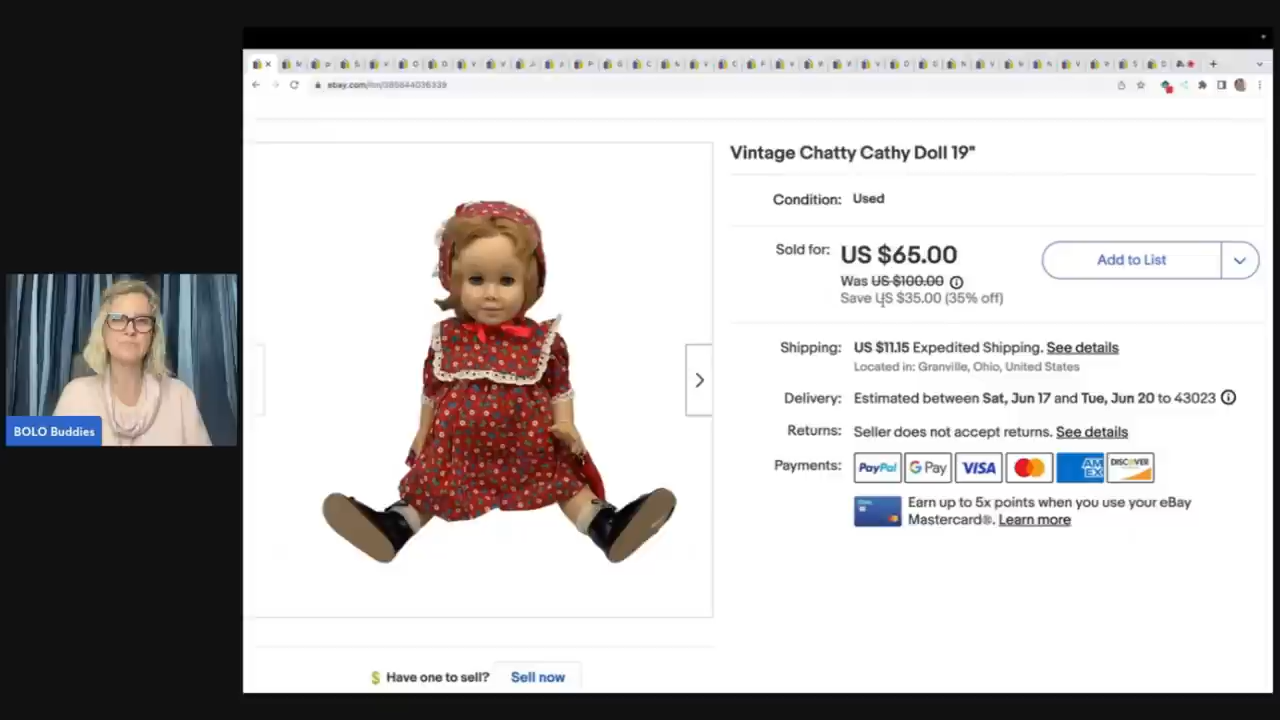 ebay.com/itm/385644036339
Vintage Chatty Cathy Doll 19"
Condition: Used
Sold for: US $65.00
Was US $100.00
Save US $35.00 (35% off)
Add to List
Shipping: US $11.15 Expedited Shipping. See details
Located in: Granville, Ohio, United States
Delivery: Estimated between Sat, Jun 17 and Tue, Jun 20 to 43023
Returns: Seller does not accept returns. See details
Payments: PayPal G Pay VISA AM EX DISCOVER
Earn up to 5x points when you use your eBay
Mastercard®. Learn more
BOLO Buddies
$ Have one to sell? Sell now